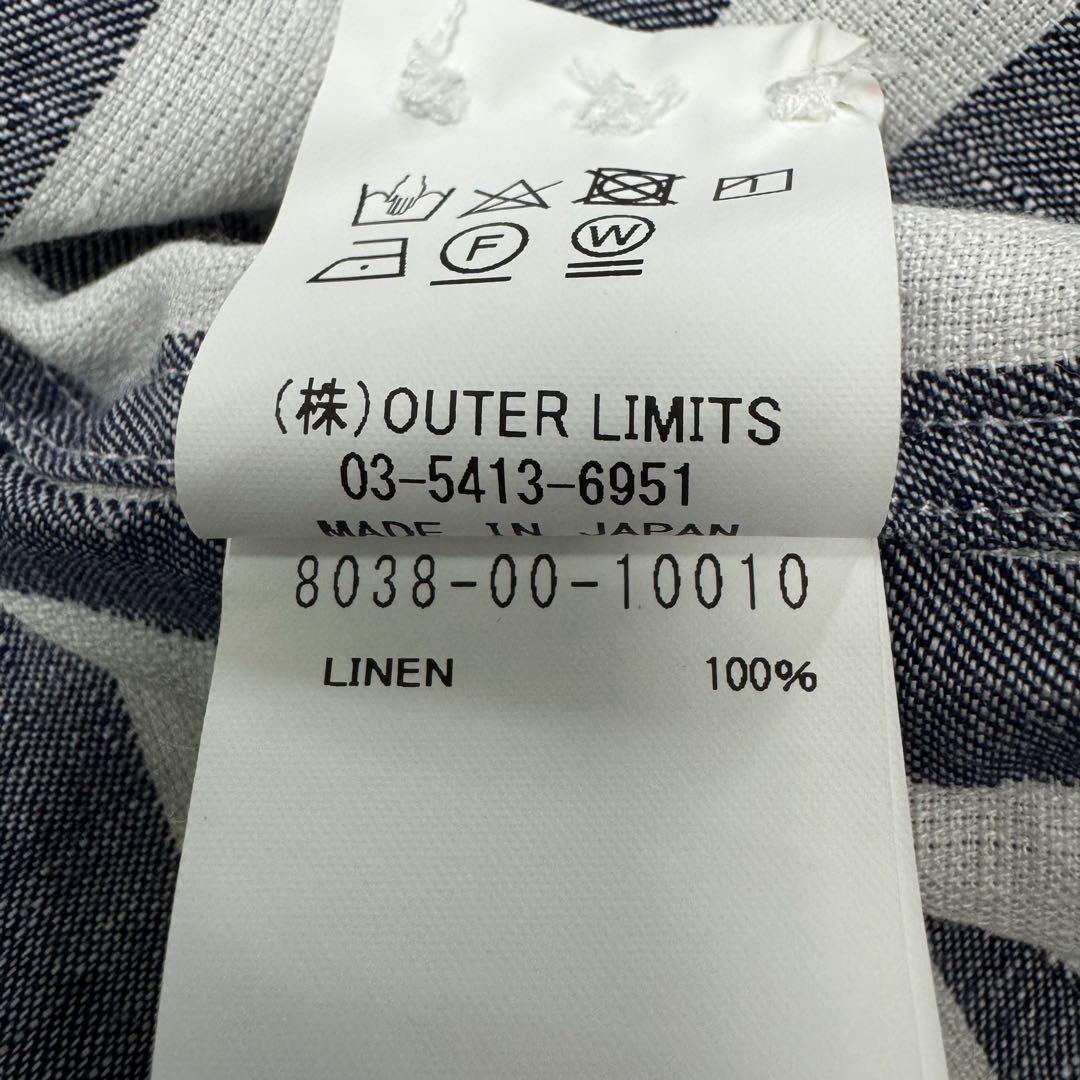 F W
(株)OUTER LIMITS
03-5413-6951
MADE IN JAPAN
8038-00-10010
LINEN 100%